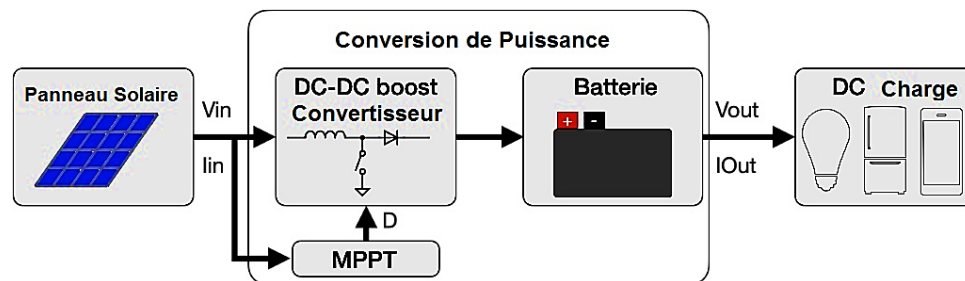 Conversion de Puissance
Panneau Solaire
Vin
Iin
DC-DC boost
Convertisseur
D
MPPT
Batterie
+ -
Vout
IOut
DC Charge